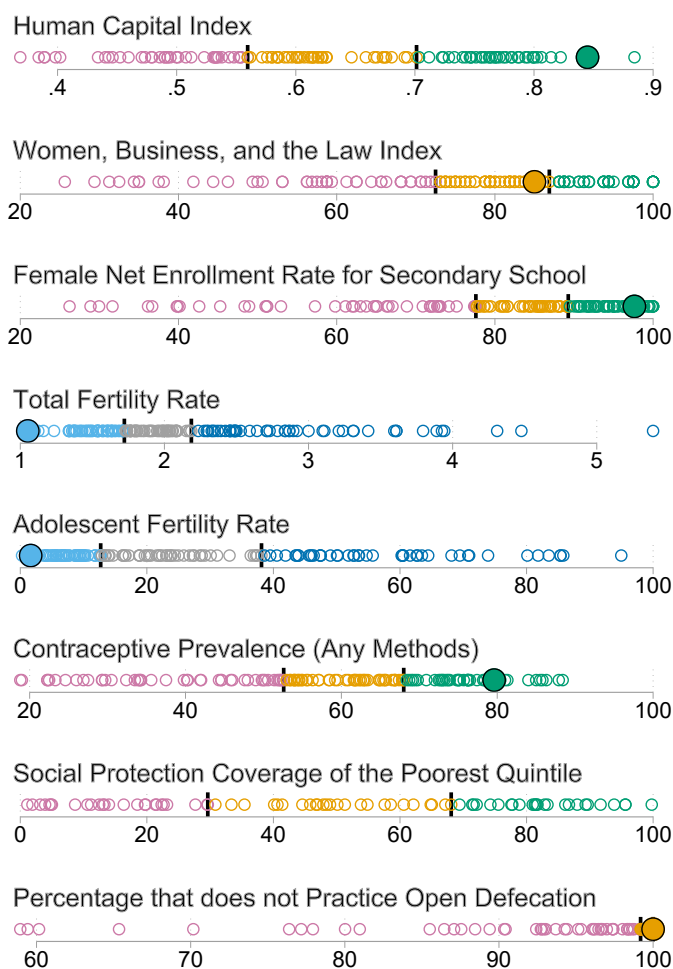 Human Capital Index
.4 .5 .6 .7 .8 .9
Women, Business, and the Law Index
20 40 60 80 100
Female Net Enrollment Rate for Secondary School
20 40 60 80 100
Total Fertility Rate
1 2 3 4 5
Adolescent Fertility Rate
0 20 40 60 80 100
Contraceptive Prevalence (Any Methods)
20 40 60 80 100
Social Protection Coverage of the Poorest Quintile
0 20 40 60 80 100
Percentage that does not Practice Open Defecation
60 70 80 90 100